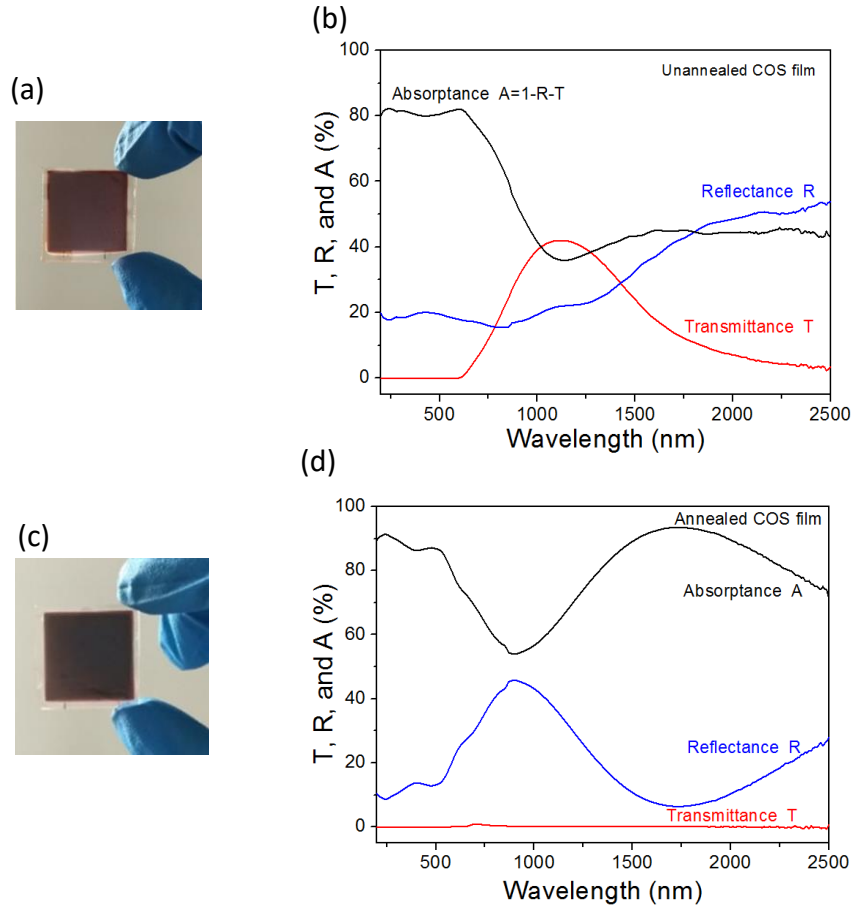 (a)
(b)
T, R, and A (%)
100
80
60
40
20
0
Unannealed COS film
Absorptance A=1-R-T
Reflectance R
Transmittance T
500 1000 1500 2000 2500
Wavelength (nm)
(c)
(d)
T, R, and A (%)
100
80
60
40
20
0
Annealed COS film
Absorptance A
Reflectance R
Transmittance T
500 1000 1500 2000 2500
Wavelength (nm)